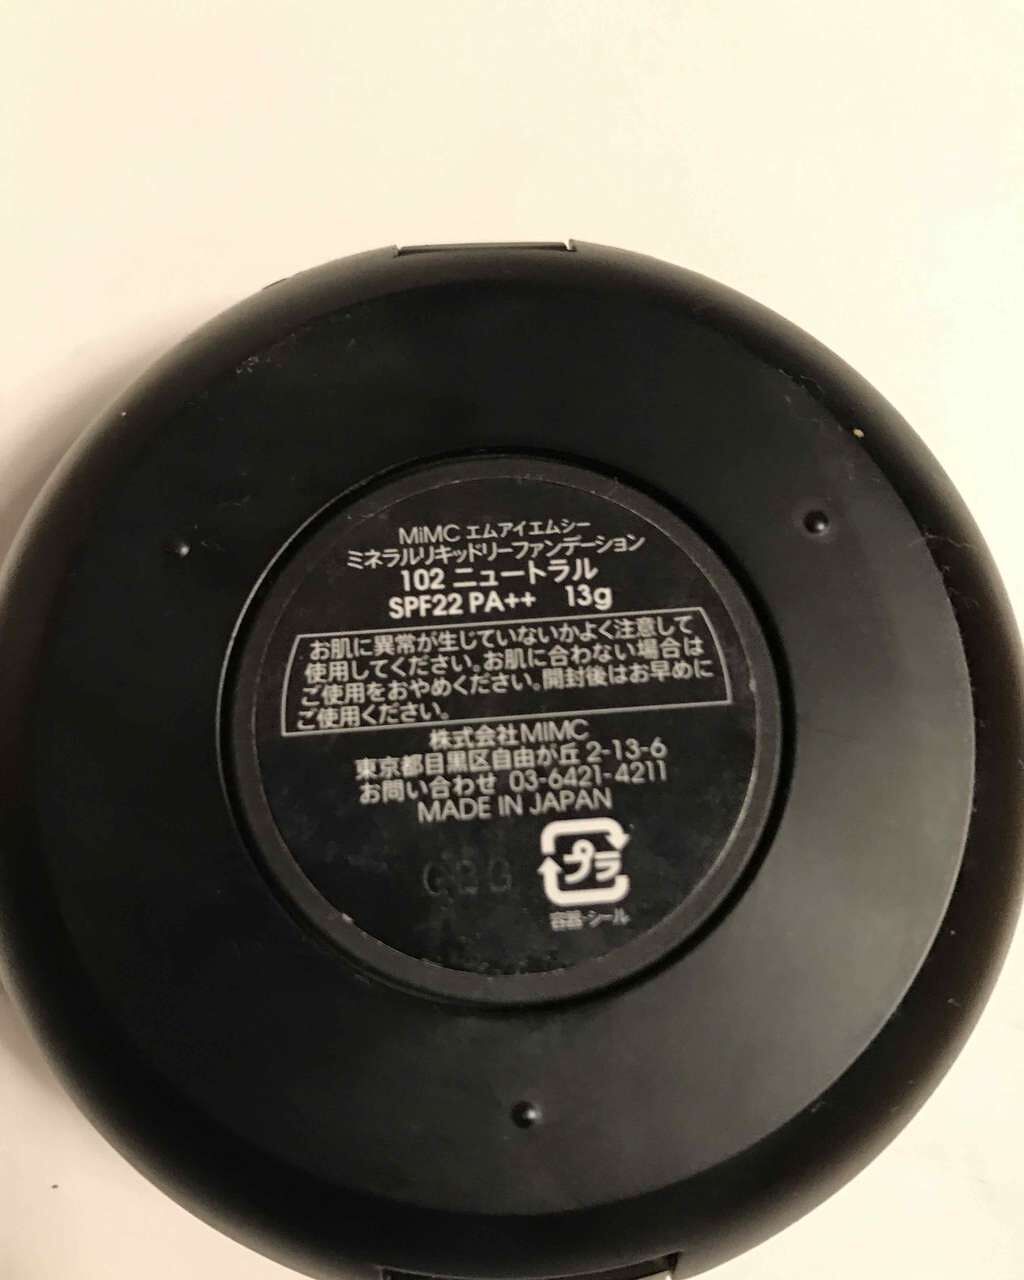 MiMC エムアイエムシー
ミネラルリキッドリーファンデーション
102 ニュートラル
SPF22 PA++ 13g
お肌に異常が生じていないかよく注意して
使用してください。お肌に合わない場合は
ご使用をおやめください。開封後はお早めに
ご使用ください。
株式会社MIMC
東京都目黒区自由が丘 2-13-6
お問い合わせ 03-6421-4211
MADE IN JAPAN
プラ
容器・シール